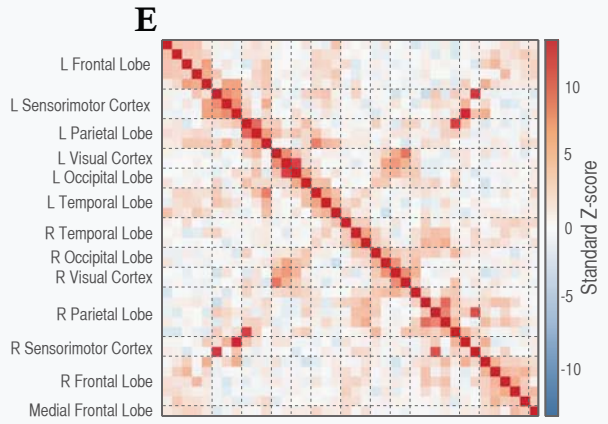 E
L Frontal Lobe
L Sensorimotor Cortex
L Parietal Lobe
L Visual Cortex
L Occipital Lobe
L Temporal Lobe
R Temporal Lobe
R Occipital Lobe
R Visual Cortex
R Parietal Lobe
R Sensorimotor Cortex
R Frontal Lobe
Medial Frontal Lobe
10
5
0
-5
-10
Standard Z-score